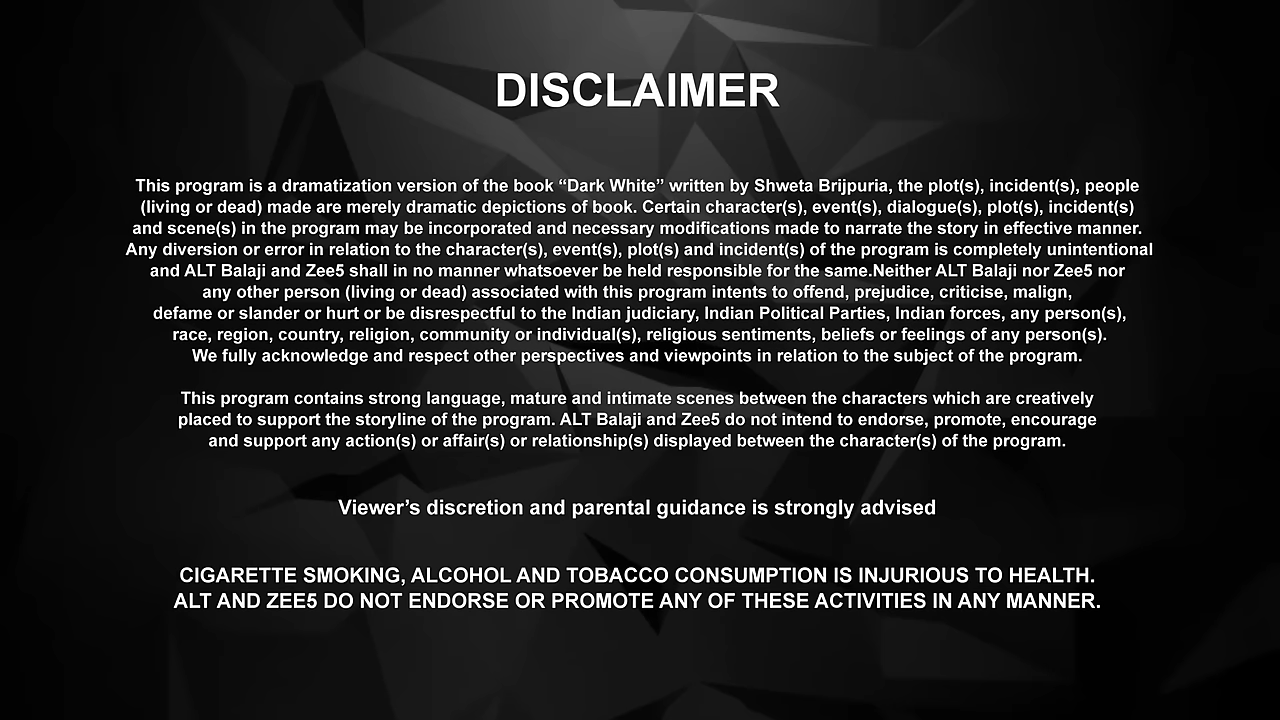 DISCLAIMER
This program is a dramatization version of the book “Dark White” written by Shweta Brijpuria, the plot(s), incident(s), people
(living or dead) made are merely dramatic depictions of book. Certain character(s), event(s), dialogue(s), plot(s), incident(s)
and scene(s) in the program may be incorporated and necessary modifications made to narrate the story in effective manner.
Any diversion or error in relation to the character(s), event(s), plot(s) and incident(s) of the program is completely unintentional
and ALT Balaji and Zee5 shall in no manner whatsoever be held responsible for the same.Neither ALT Balaji nor Zee5 nor
any other person (living or dead) associated with this program intents to offend, prejudice, criticise, malign,
defame or slander or hurt or be disrespectful to the Indian judiciary, Indian Political Parties, Indian forces, any person(s),
race, region, country, religion, community or individual(s), religious sentiments, beliefs or feelings of any person(s).
We fully acknowledge and respect other perspectives and viewpoints in relation to the subject of the program.
This program contains strong language, mature and intimate scenes between the characters which are creatively
placed to support the storyline of the program. ALT Balaji and Zee5 do not intend to endorse, promote, encourage
and support any action(s) or affair(s) or relationship(s) displayed between the character(s) of the program.
Viewer’s discretion and parental guidance is strongly advised
CIGARETTE SMOKING, ALCOHOL AND TOBACCO CONSUMPTION IS INJURIOUS TO HEALTH.
ALT AND ZEE5 DO NOT ENDORSE OR PROMOTE ANY OF THESE ACTIVITIES IN ANY MANNER.